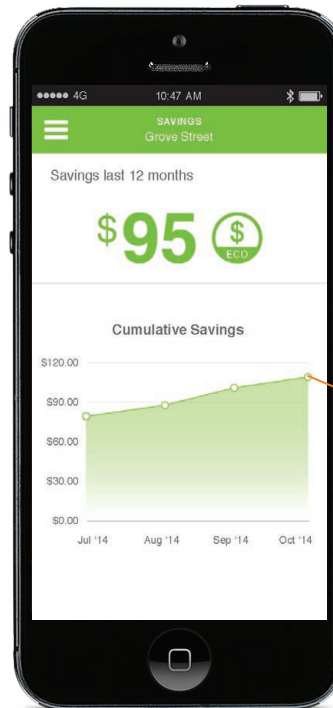 4G 10:47 AM
SAVINGS
Grove Street
Savings last 12 months
$95 $
ECO
Cumulative Savings
$120.00
$90.00
$60.00
$30.00
$0.00
Jul '14 Aug '14 Sep '14 Oct '14